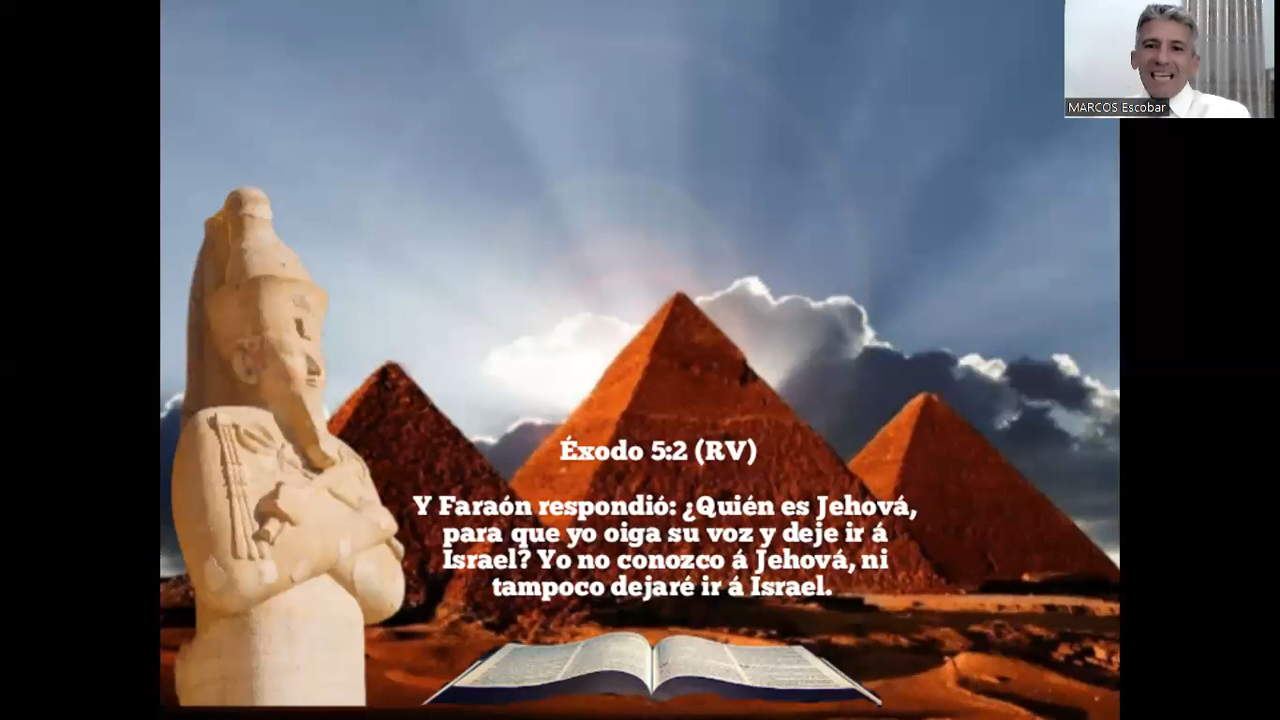 MARCOS Escobar
Éxodo 5:2 (RV)
Y Faraón respondió: ¿Quién es Jehová,
para que yo oiga su voz y deje ir á
Israel? Yo no conozco á Jehová, ni
tampoco dejaré ir á Israel.